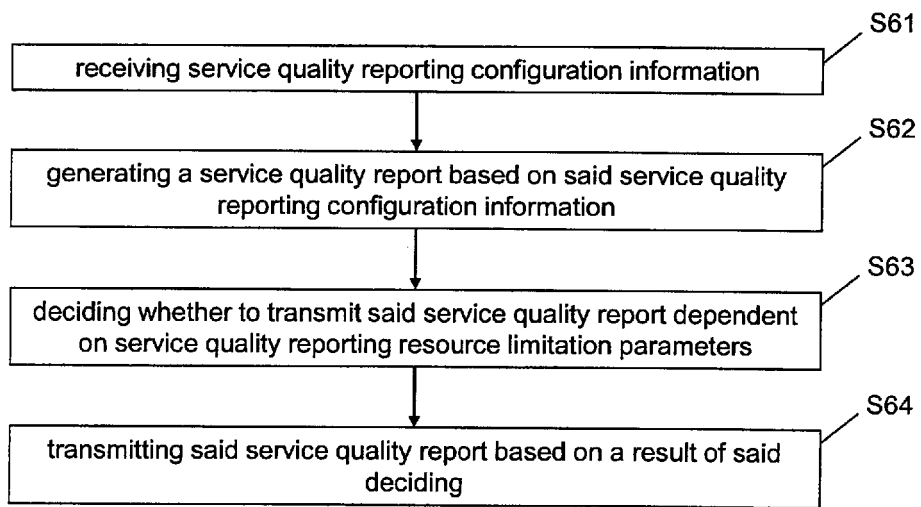 S61
receiving service quality reporting configuration information
S62
generating a service quality report based on said service quality
reporting configuration information
S63
deciding whether to transmit said service quality report dependent
on service quality reporting resource limitation parameters
S64
transmitting said service quality report based on a result of said
deciding